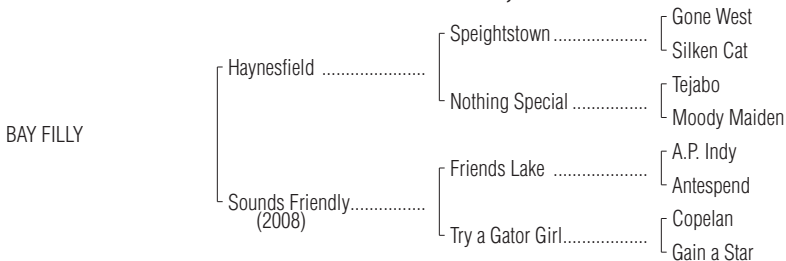 Gone West
Speightstown ....................
Silken Cat
Haynesfield ......................
Tejabo
Nothing Special ................
Moody Maiden
BAY FILLY
A.P. Indy
Friends Lake ....................
Antespend
Sounds Friendly................
(2008)
Copelan
Try a Gator Girl..................
Gain a Star